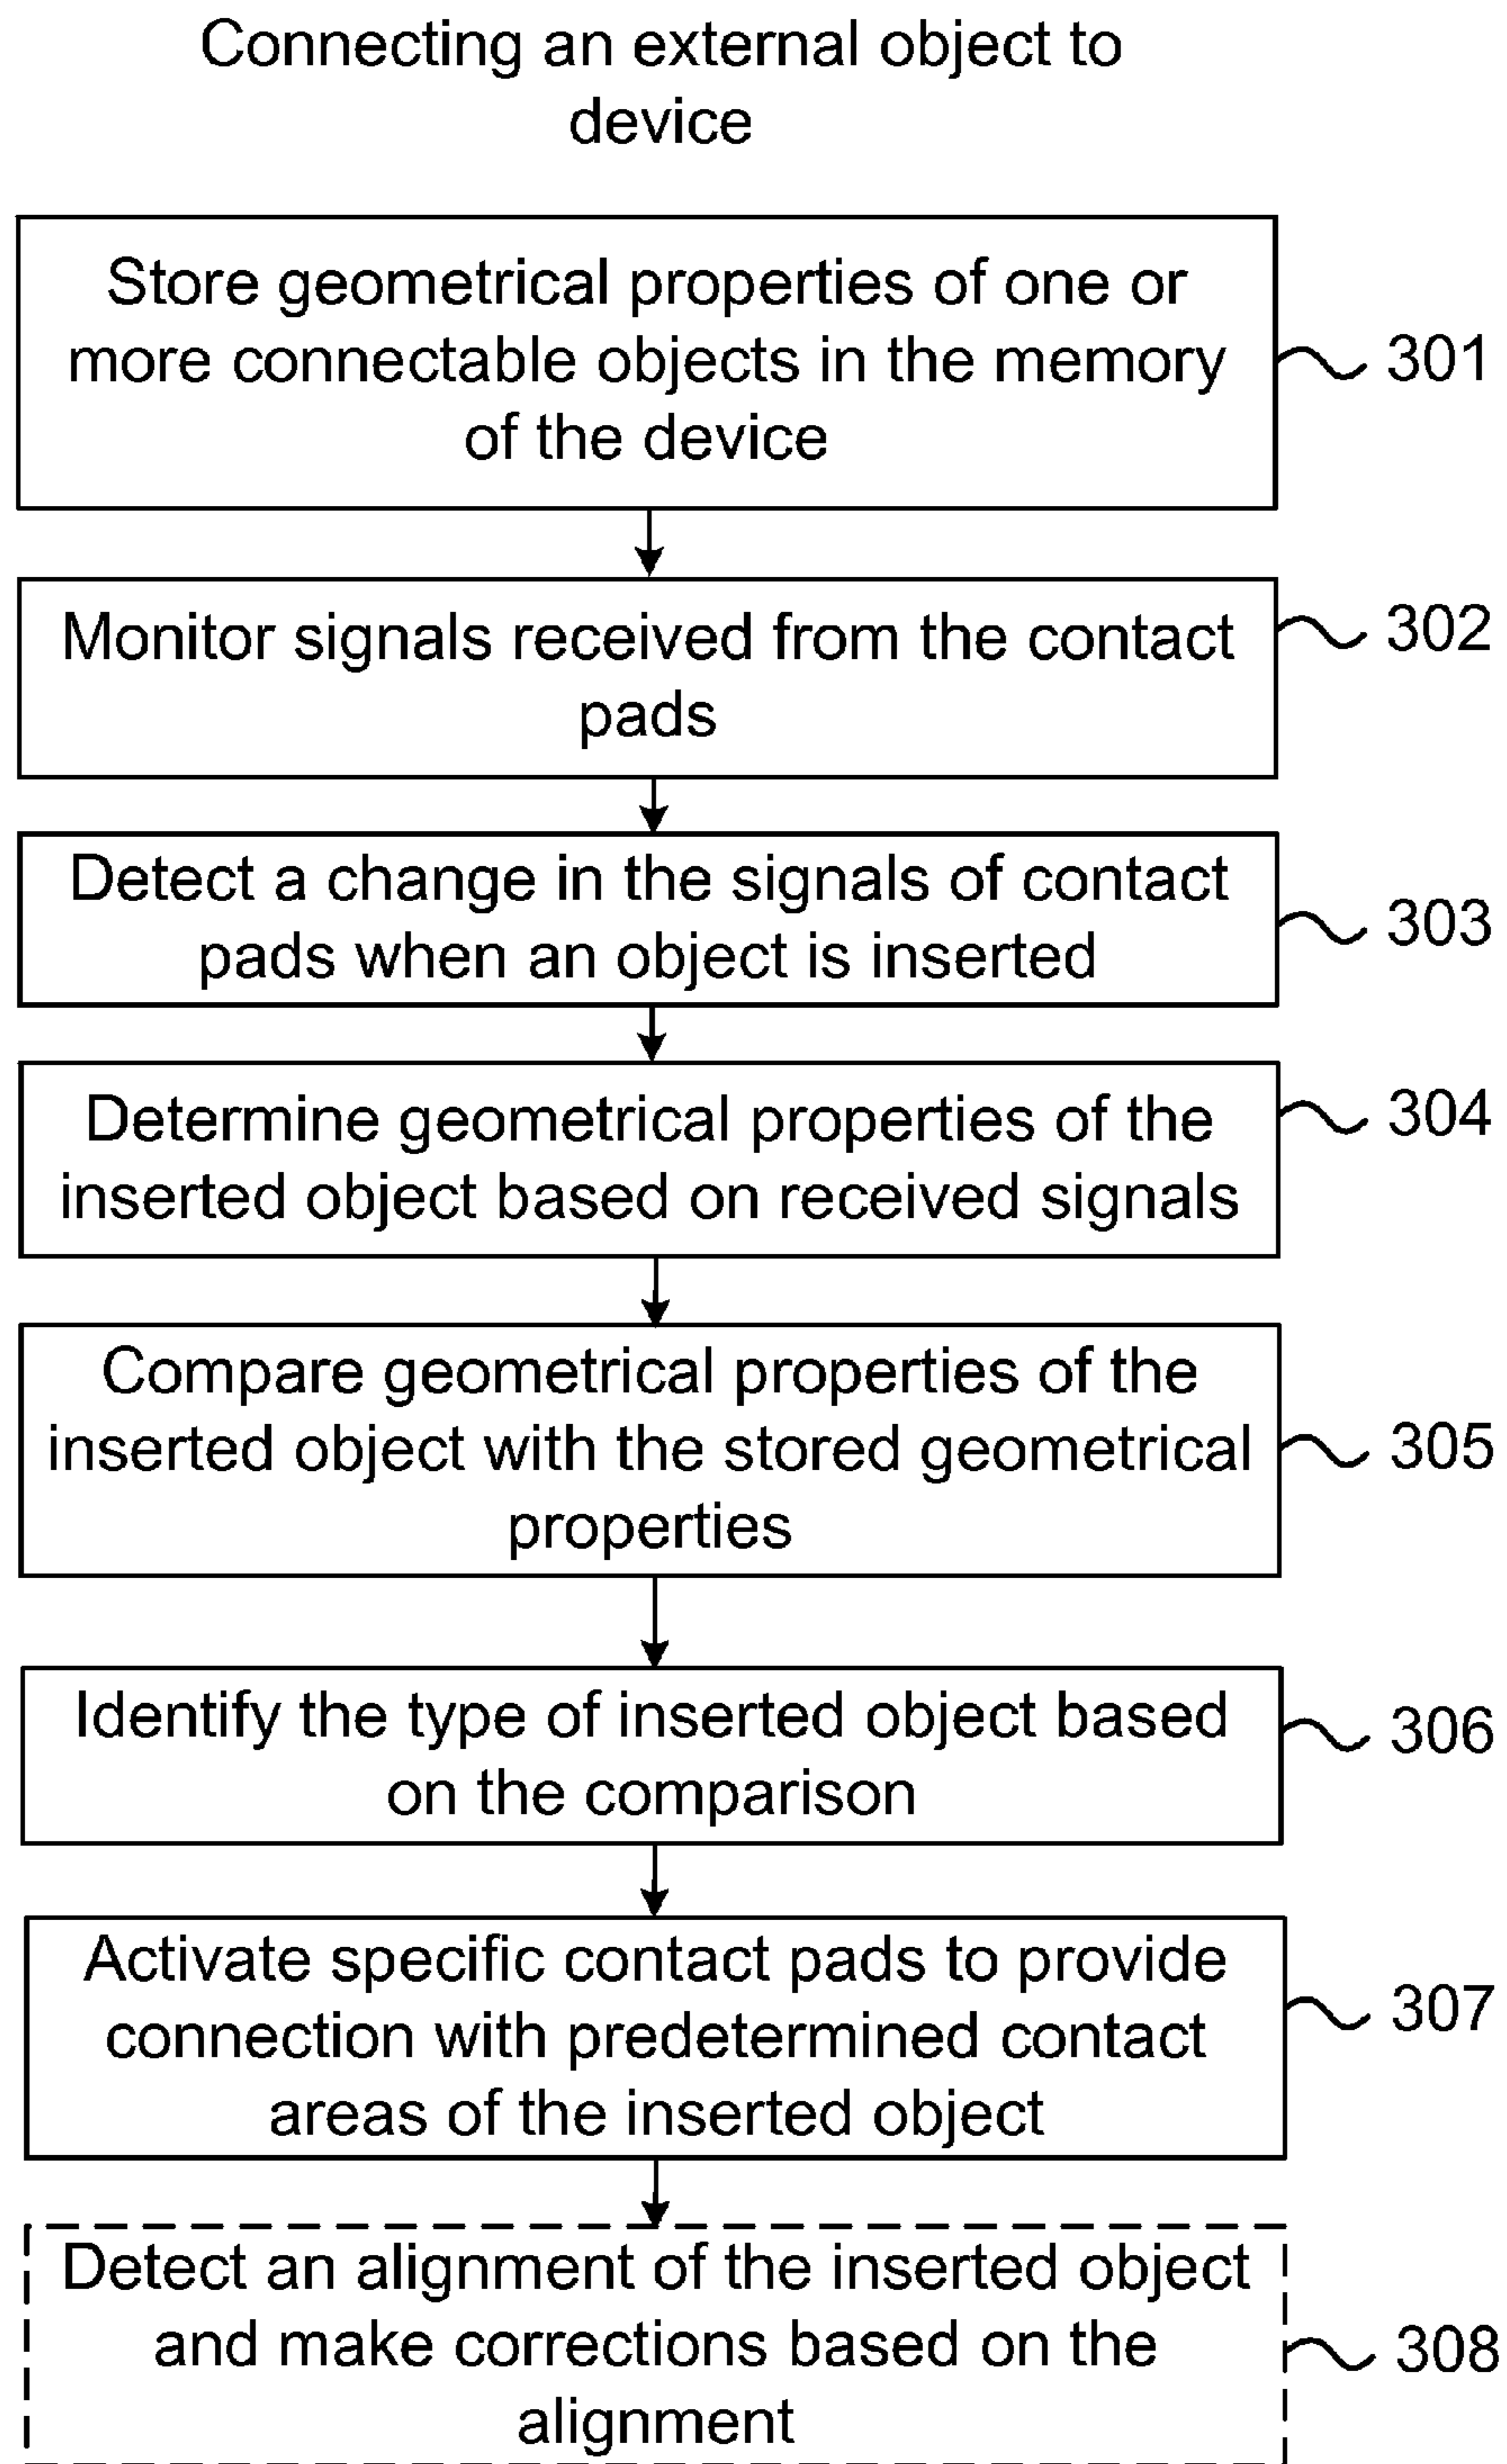 Connecting an external object to
device
Store geometrical properties of one or
more connectable objects in the memory
of the device
301
Monitor signals received from the contact
pads
302
Detect a change in the signals of contact
pads when an object is inserted
303
Determine geometrical properties of the
inserted object based on received signals
304
Compare geometrical properties of the
inserted object with the stored geometrical
properties
305
Identify the type of inserted object based
on the comparison
306
Activate specific contact pads to provide
connection with predetermined contact
areas of the inserted object
307
Detect an alignment of the inserted object
and make corrections based on the
alignment
308